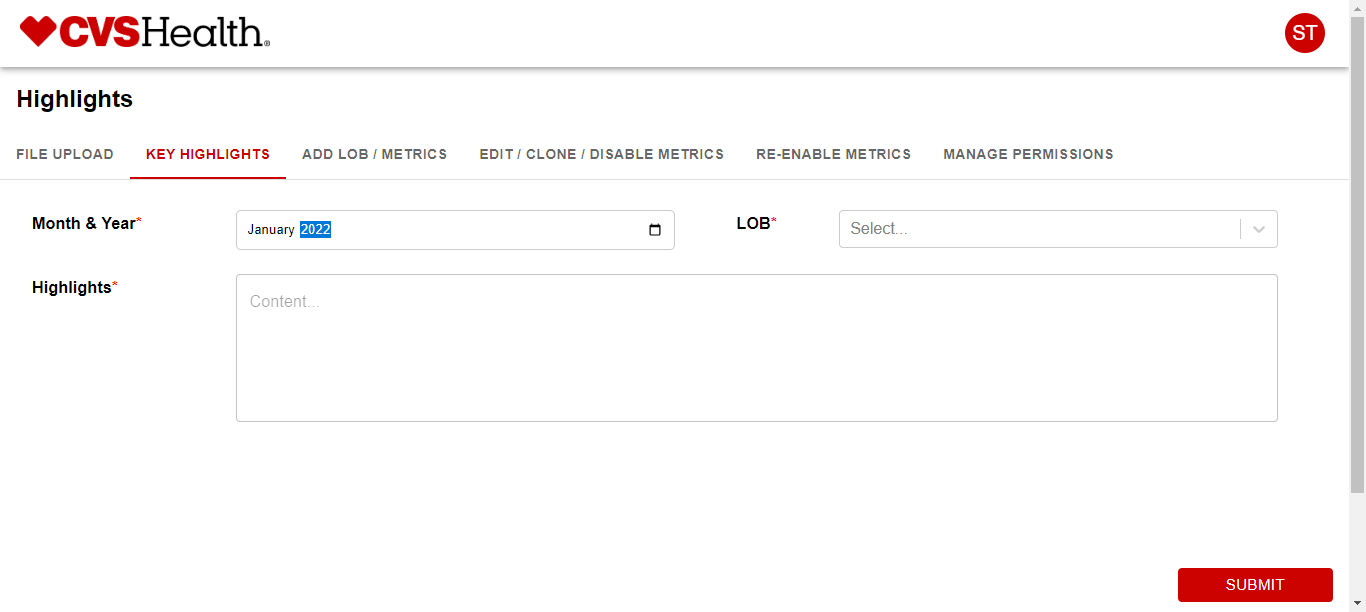 CVSHealth®
ST
Highlights
FILE UPLOAD KEY HIGHLIGHTS ADD LOB / METRICS EDIT / CLONE / DISABLE METRICS RE-ENABLE METRICS MANAGE PERMISSIONS
Month & Year* January 2022 LOB* Select...
Highlights* Content...
SUBMIT